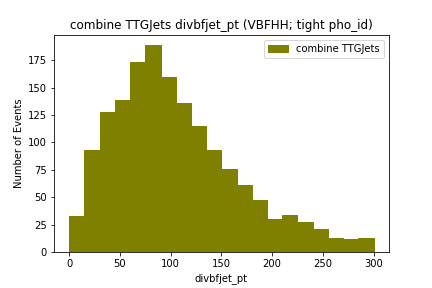 combine TTGJets divbfjet_pt (VBFHH; tight pho_id)
combine TTGJets
Number of Events
175
150
125
100
75
50
25
0
0 50 100 150 200 250 300
divbfjet_pt